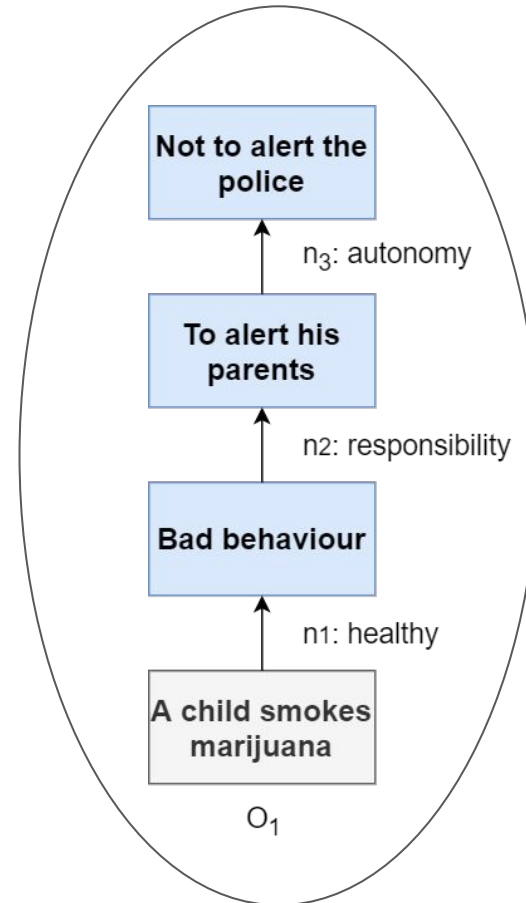 Not to alert the
police
n₃: autonomy
To alert his
parents
n2: responsibility
Bad behaviour
n1: healthy
A child smokes
marijuana
O₁